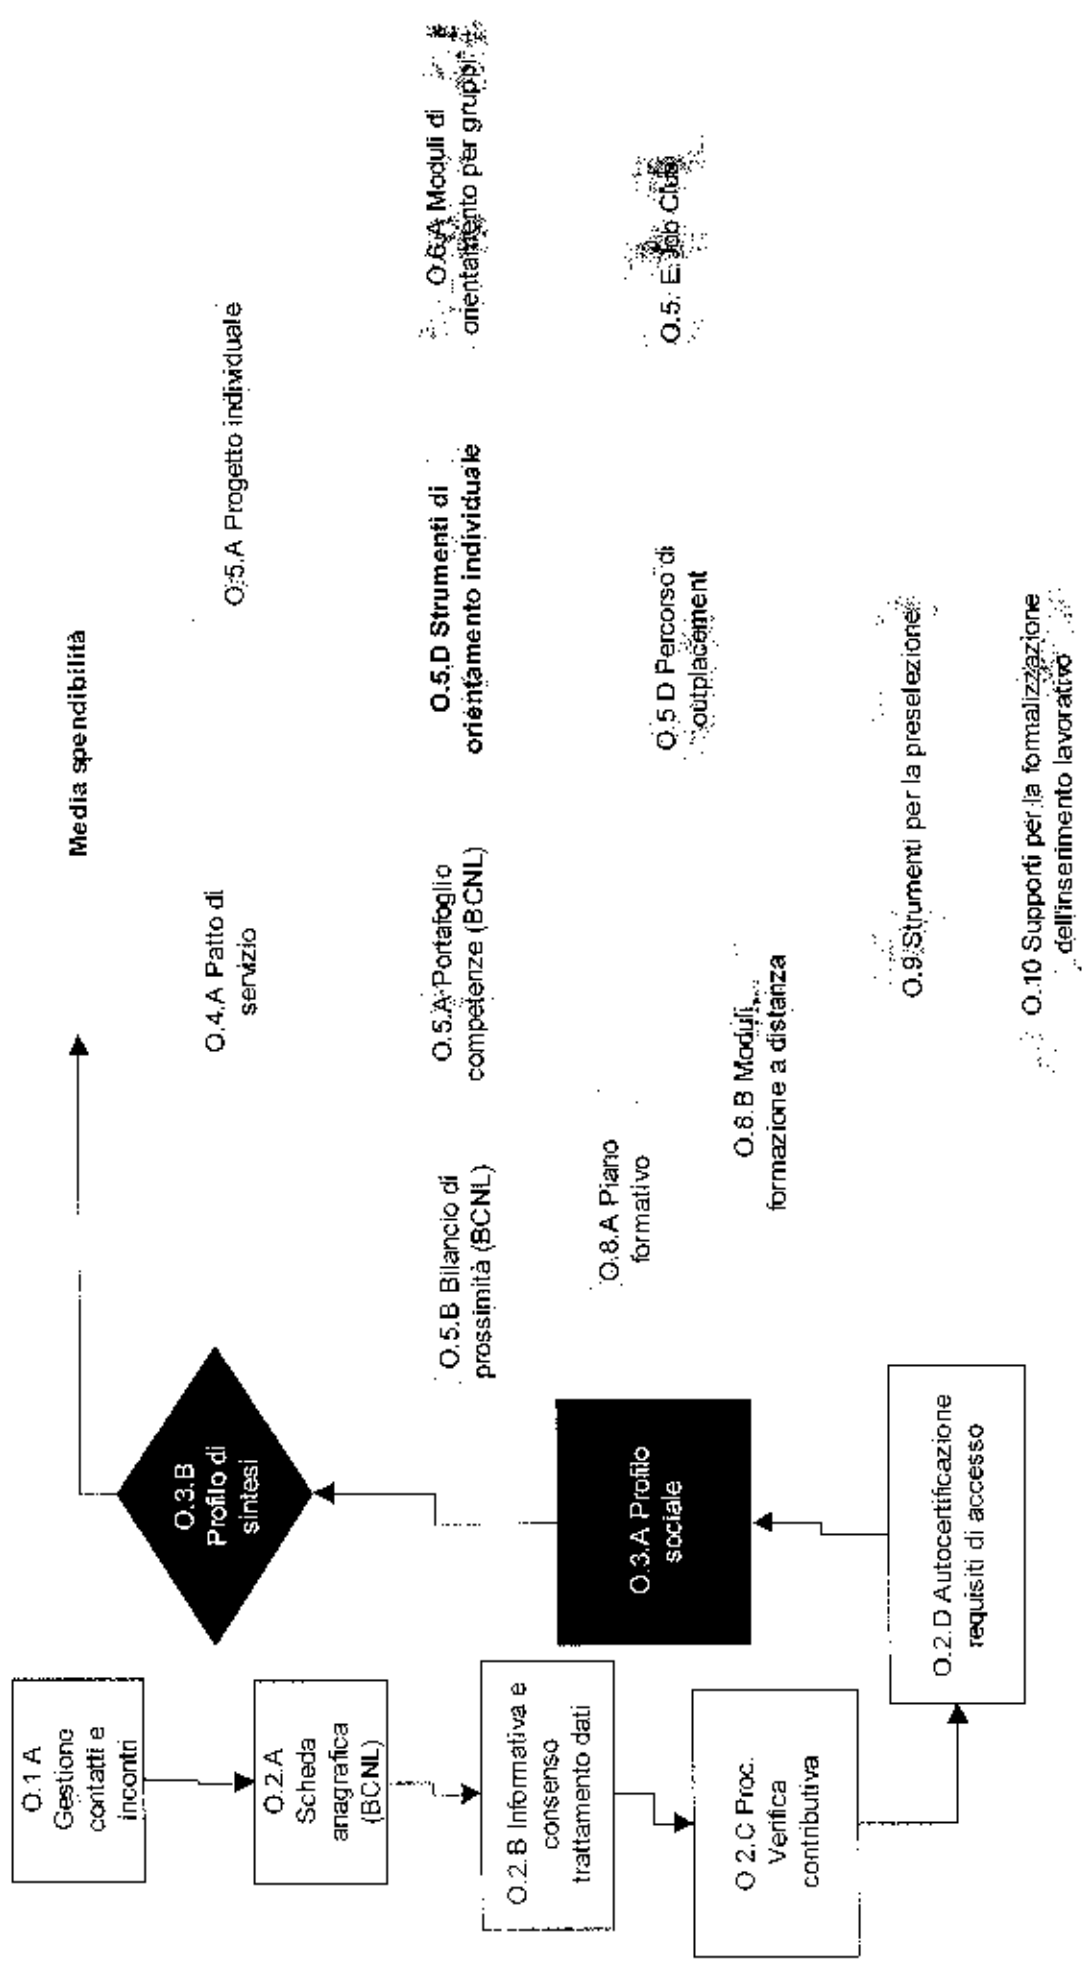 O.1.A
Gestione
contatti e
incontri
O.2.A
Scheda
anagrafica
(BCNL)
O.2.B Informativa e
consenso
trattamento dati
O.2.C Proc.
Verifica
contributiva
O.2.D Autocertificazione
requisiti di accesso
O.3.A Profilo
sociale
O.3.B
Profilo di
sintesi
Media spendibilità
O.4.A Patto di
servizio
O.5.A Progetto individuale
O.5.B Bilancio di
prossimità (BCNL)
O.5.A Portafoglio
competenze (BCNL)
O.5.D Strumenti di
orientamento individuale
O.6.A Moduli di
orientamento per gruppi
O.8.A Piano
formativo
O.8.B Moduli
formazione a distanza
O.5 D Percorso di
outplacement
O.5. E Job Club
O.9 Strumenti per la preselezione
O.10 Supporti per la formalizzazione
dell'inserimento lavorativo